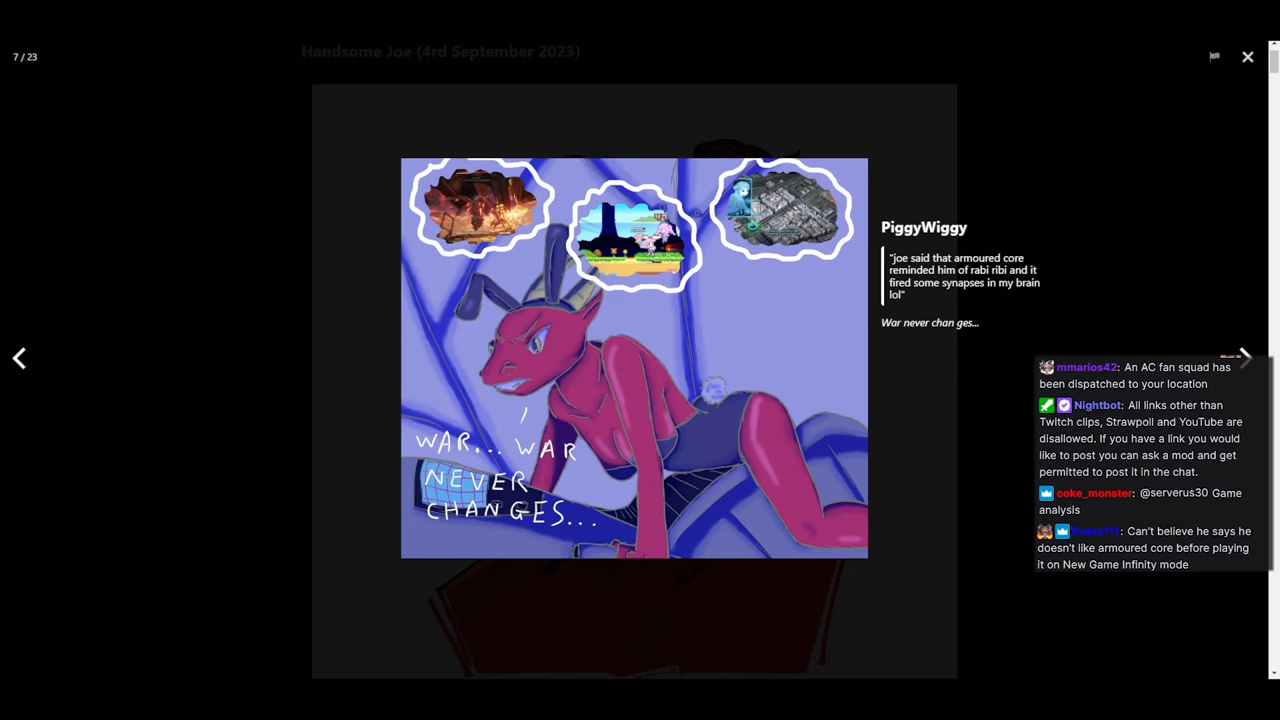 Handsome Joe (4rd September 2023)
7 / 23
WAR... WAR
NEVER
CHANGES...
PiggyWiggy
"joe said that armoured core
reminded him of rabi ribi and it
fired some synapses in my brain
lol"
War never chan ges...
mmarios42: An AC fan squad has
been dispatched to your location
Nightbot: All links other than
Twitch clips, Strawpoll and YouTube are
disallowed. If you have a link you would
like to post you can ask a mod and get
permitted to post it in the chat.
coke_monster: @serverus30 Game
analysis
: Can't believe he says he
doesn't like armoured core before playing
it on New Game Infinity mode